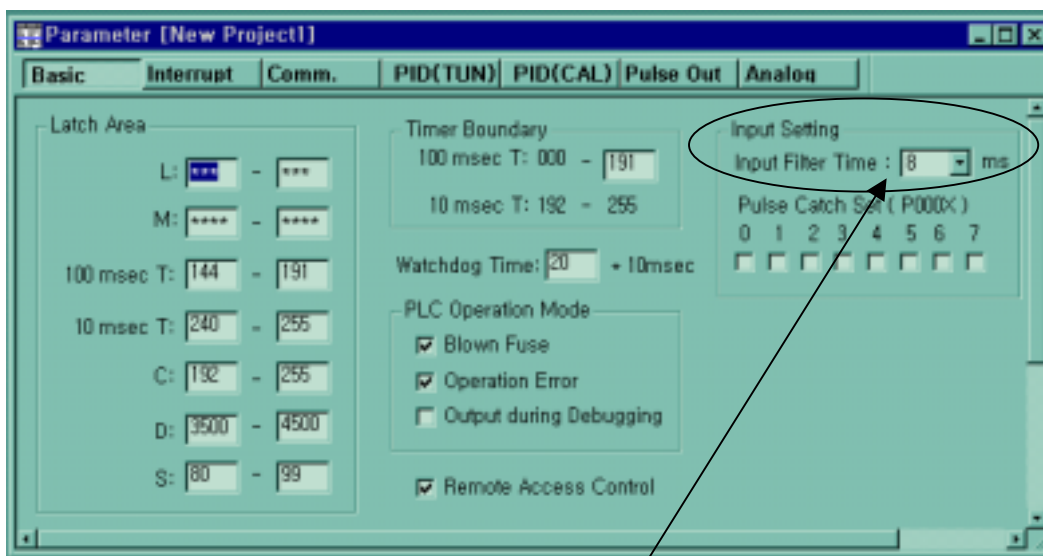 Parameter [New Project1]
Basic Interrupt Comm. PID(TUN) PID(CAL) Pulse Out Analog
Latch Area
L: *** - ***
M: **** - ****
100 msec T: 144 - 191
10 msec T: 240 - 255
C: 192 - 255
D: 3500 - 4500
S: 80 - 99
Timer Boundary
100 msec T: 000 - 191
10 msec T: 192 - 255
Watchdog Time: 20 * 10msec
PLC Operation Mode
Blown Fuse
Operation Error
Output during Debugging
Remote Access Control
Input Setting
Input Filter Time : 8 ms
Pulse Catch Set ( P000X )
0 1 2 3 4 5 6 7